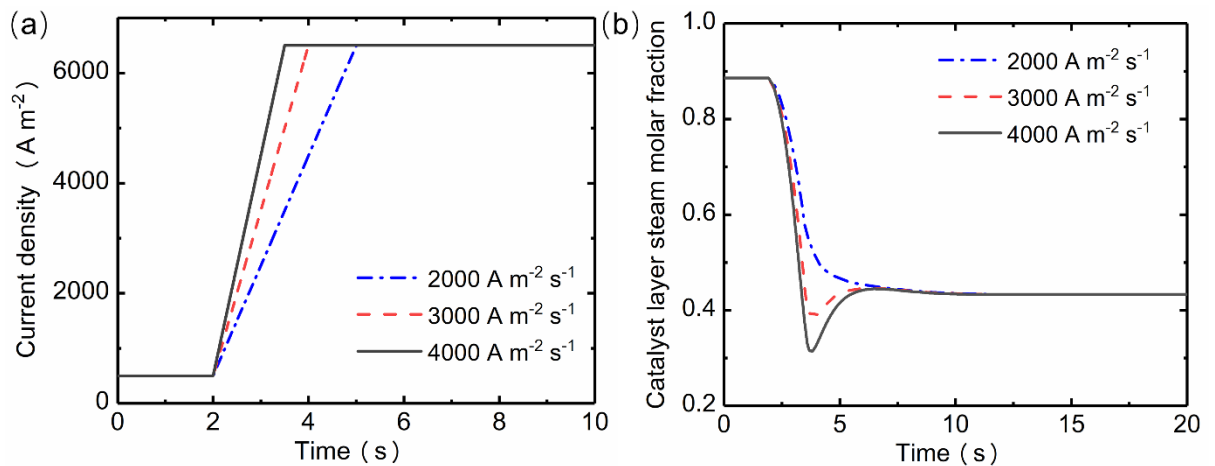 (a)
Current density ( A m-2 )
6000
4000
2000
0
2000 A m-2 s-1
3000 A m-2 s-1
4000 A m-2 s-1
0 2 4 6 8 10
Time ( s )
(b)
Catalyst layer steam molar fraction
1.0
0.8
0.6
0.4
0.2
2000 A m-2 s-1
3000 A m-2 s-1
4000 A m-2 s-1
0 5 10 15 20
Time ( s )